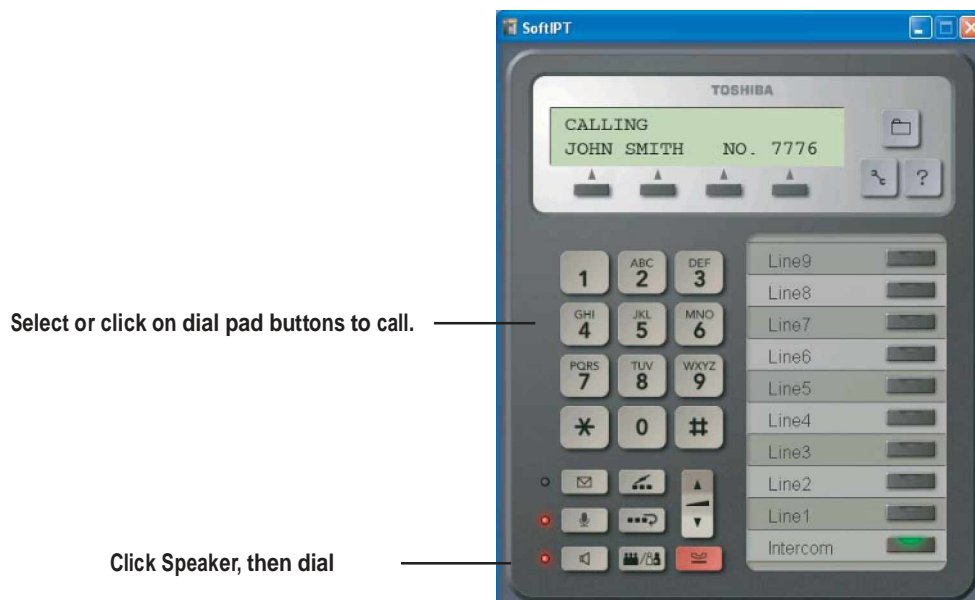 SoftIPT
TOSHIBA
CALLING
JOHN SMITH NO. 7776
?
1
ABC
2
DEF
3
GHI
4
JKL
5
MNO
6
PQRS
7
TUV
8
WXYZ
9
* 0 #
Line9
Line8
Line7
Line6
Line5
Line4
Line3
Line2
Line1
Intercom
Select or click on dial pad buttons to call.
Click Speaker, then dial